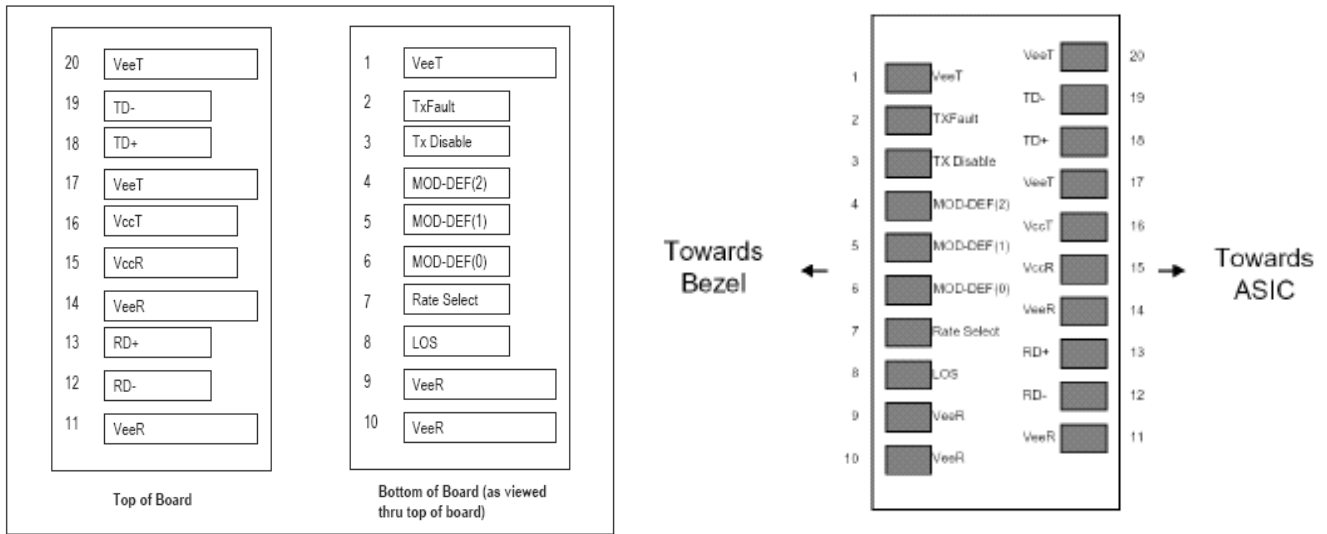 20 VeeT
19 TD-
18 TD+
17 VeeT
16 VccT
15 VccR
14 VeeR
13 RD+
12 RD-
11 VeeR
Top of Board
1 VeeT
2 TxFault
3 Tx Disable
4 MOD-DEF(2)
5 MOD-DEF(1)
6 MOD-DEF(0)
7 Rate Select
8 LOS
9 VeeR
10 VeeR
Bottom of Board (as viewed
thru top of board)
Towards
Bezel
1 VeeT
2 TXFault
3 TX Disable
4 MOD-DEF(2)
5 MOD-DEF(1)
6 MOD-DEF(0)
7 Rate Select
8 LOS
9 VeeR
10 VeeR
VeeT 20
TD- 19
TD+ 18
VeeT 17
VccT 16
VccR 15
VeeR 14
RD+ 13
RD- 12
VeeR 11
Towards
ASIC